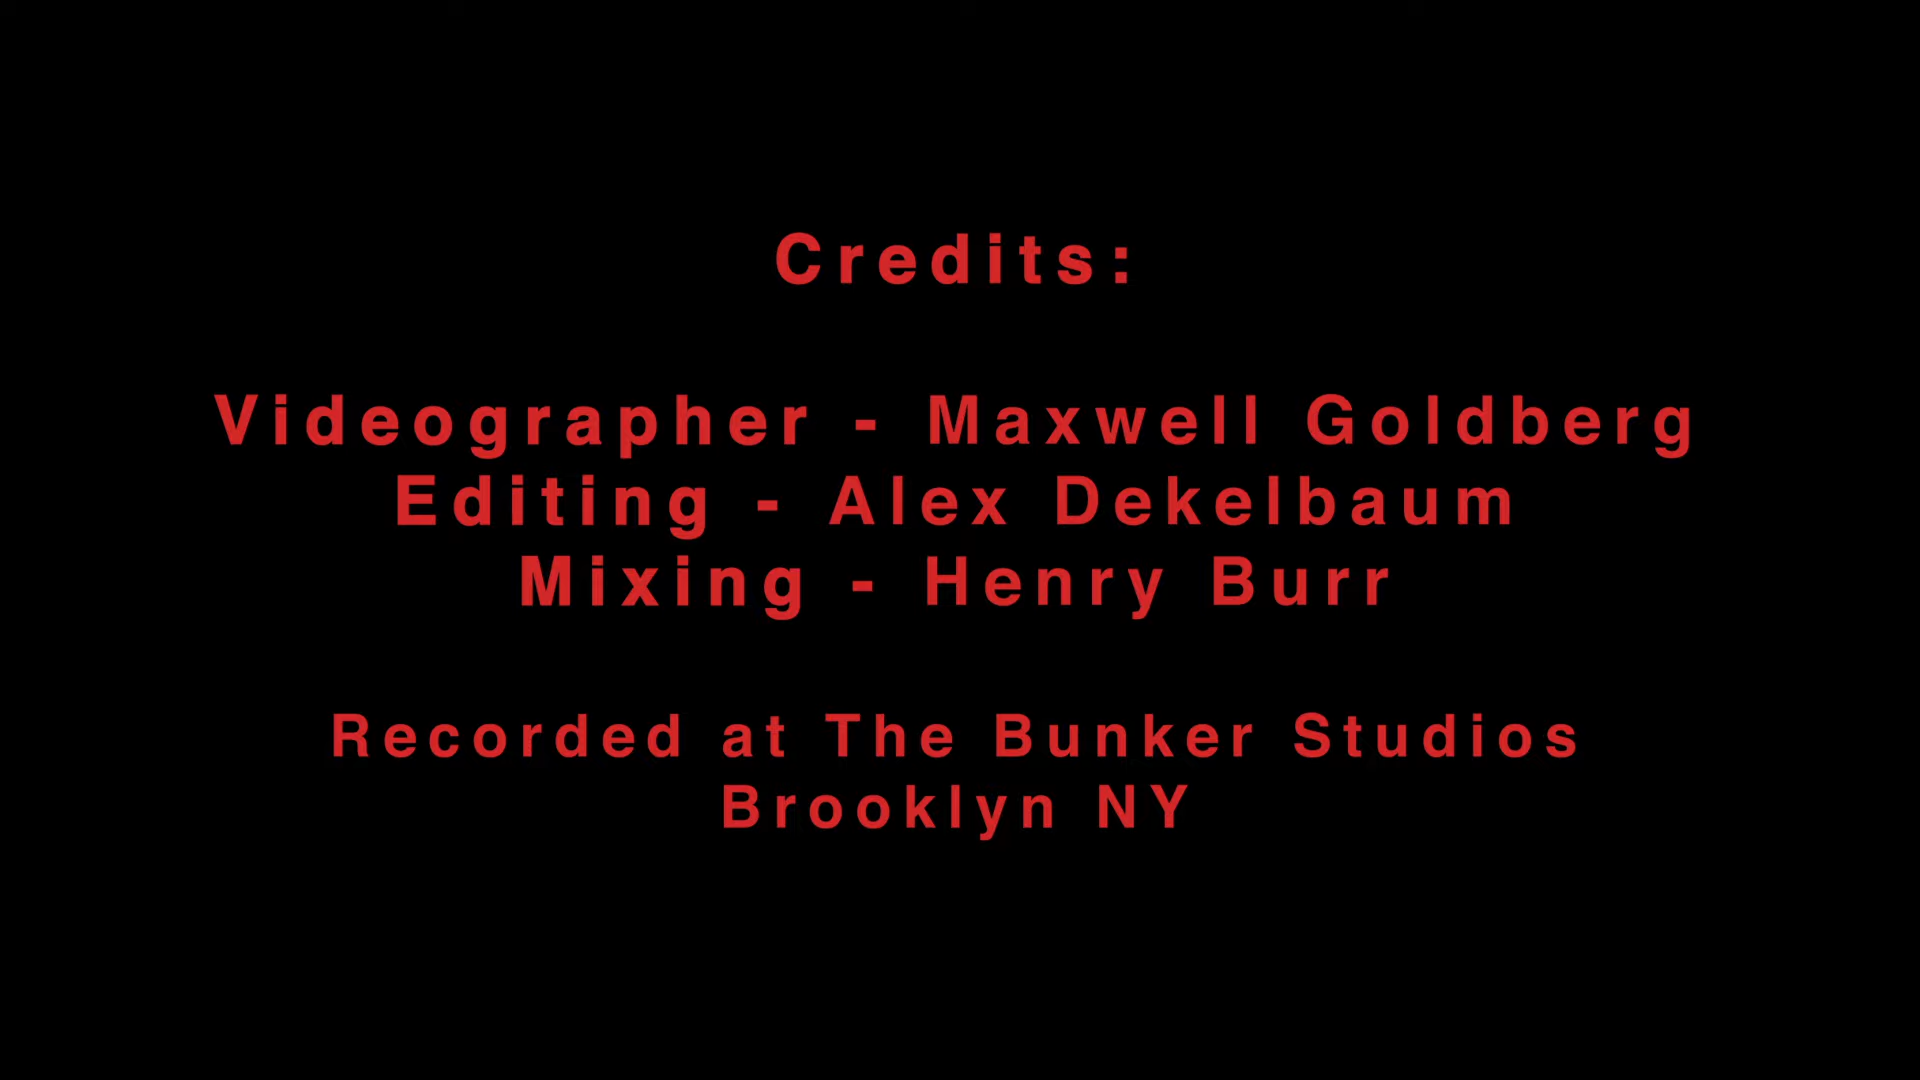 Credits:
Videographer - Maxwell Goldberg
Editing - Alex Dekelbaum
Mixing - Henry Burr
Recorded at The Bunker Studios
Brooklyn NY